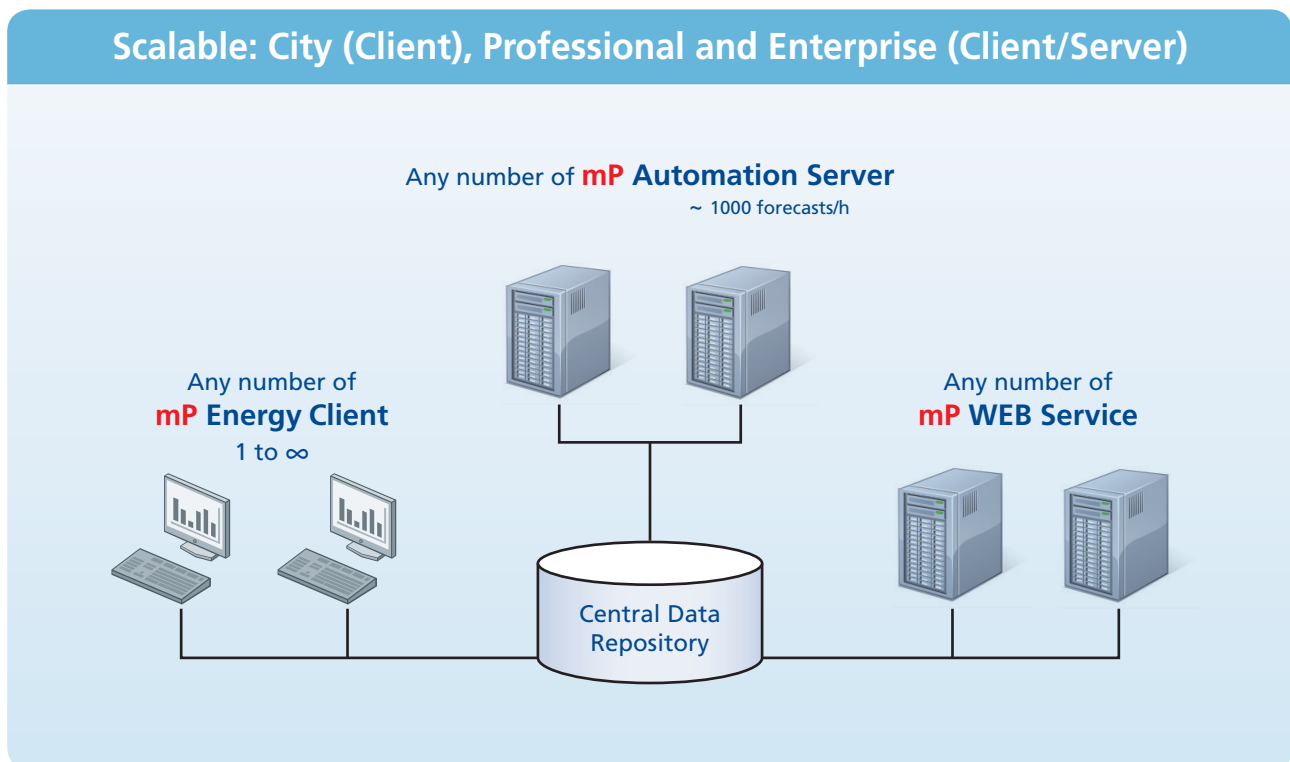 Scalable: City (Client), Professional and Enterprise (Client/Server)
Any number of mP Automation Server
~ 1000 forecasts/h
Any number of
mP Energy Client
1 to ∞
Any number of
mP WEB Service
Central Data
Repository